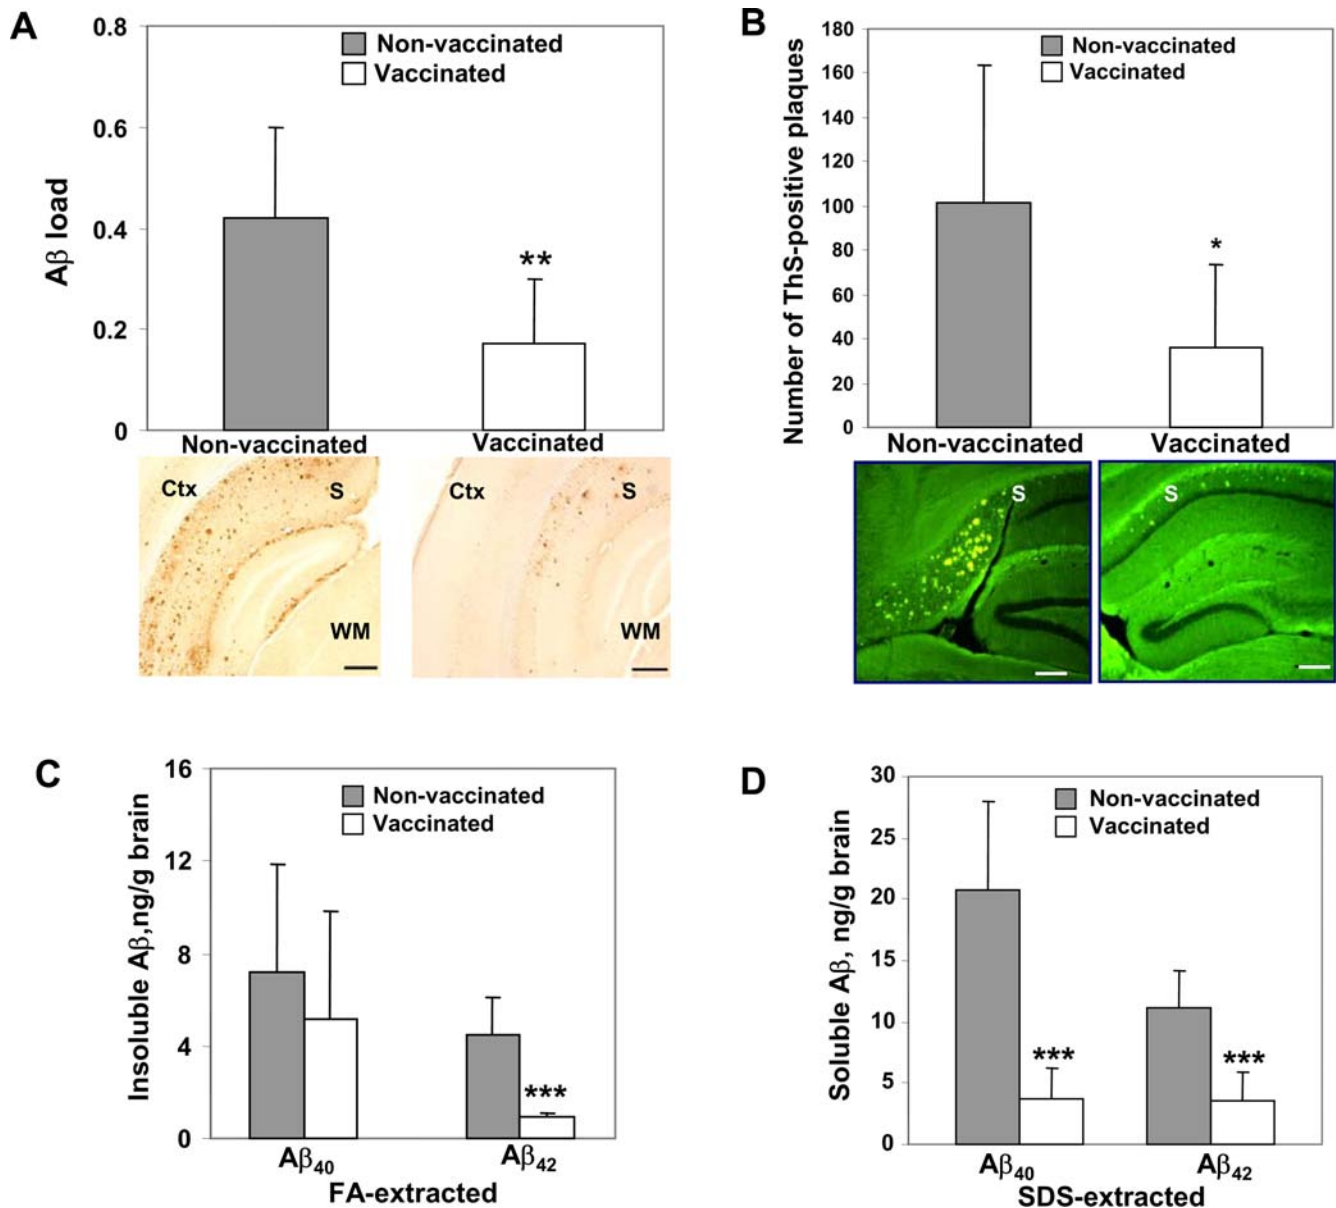 A
Aβ load
0.8
0.6
0.4
0.2
0
Non-vaccinated
Vaccinated
**
Non-vaccinated Vaccinated
Ctx S
WM
Ctx S
WM
B
Number of ThS-positive plaques
180
160
140
120
100
80
60
40
20
0
Non-vaccinated
Vaccinated
*
Non-vaccinated Vaccinated
S
S
C
Insoluble Aβ,ng/g brain
16
12
8
4
0
Non-vaccinated
Vaccinated
***
Aβ40 Aβ42
FA-extracted
D
Soluble Aβ, ng/g brain
30
25
20
15
10
5
0
Non-vaccinated
Vaccinated
*** ***
Aβ40 Aβ42
SDS-extracted